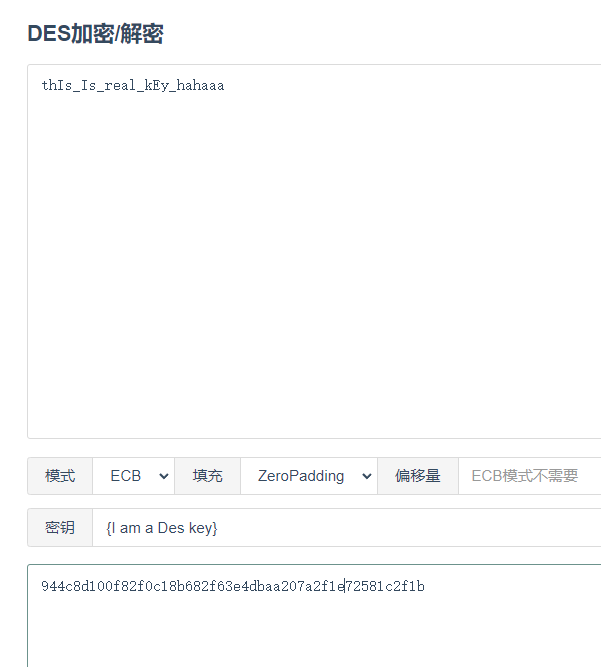 DES加密/解密
thIs_Is_real_kEy_hahaaa
模式 ECB 填充 ZeroPadding 偏移量 ECB模式不需要
密钥 {I am a Des key}
944c8d100f82f0c18b682f63e4dbaa207a2f1e72581c2f1b